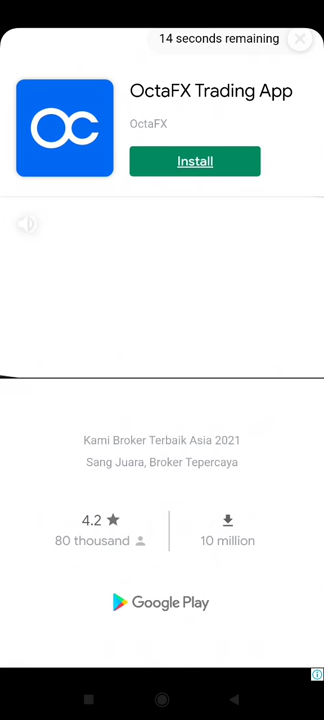 14 seconds remaining
OctaFX Trading App
OC
OctaFX
Install
Kami Broker Terbaik Asia 2021
Sang Juara, Broker Tepercaya
4.2
80 thousand
10 million
Google Play